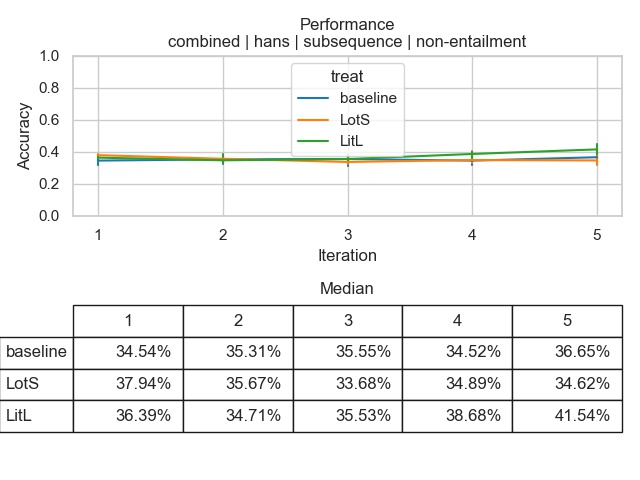 Performance
combined | hans | subsequence | non-entailment
1.0
0.8
0.6
0.4
0.2
0.0
Accuracy
treat
baseline
LotS
LitL
1 2 3 4 5
Iteration
Median
1 2 3 4 5
baseline 34.54% 35.31% 35.55% 34.52% 36.65%
LotS 37.94% 35.67% 33.68% 34.89% 34.62%
LitL 36.39% 34.71% 35.53% 38.68% 41.54%